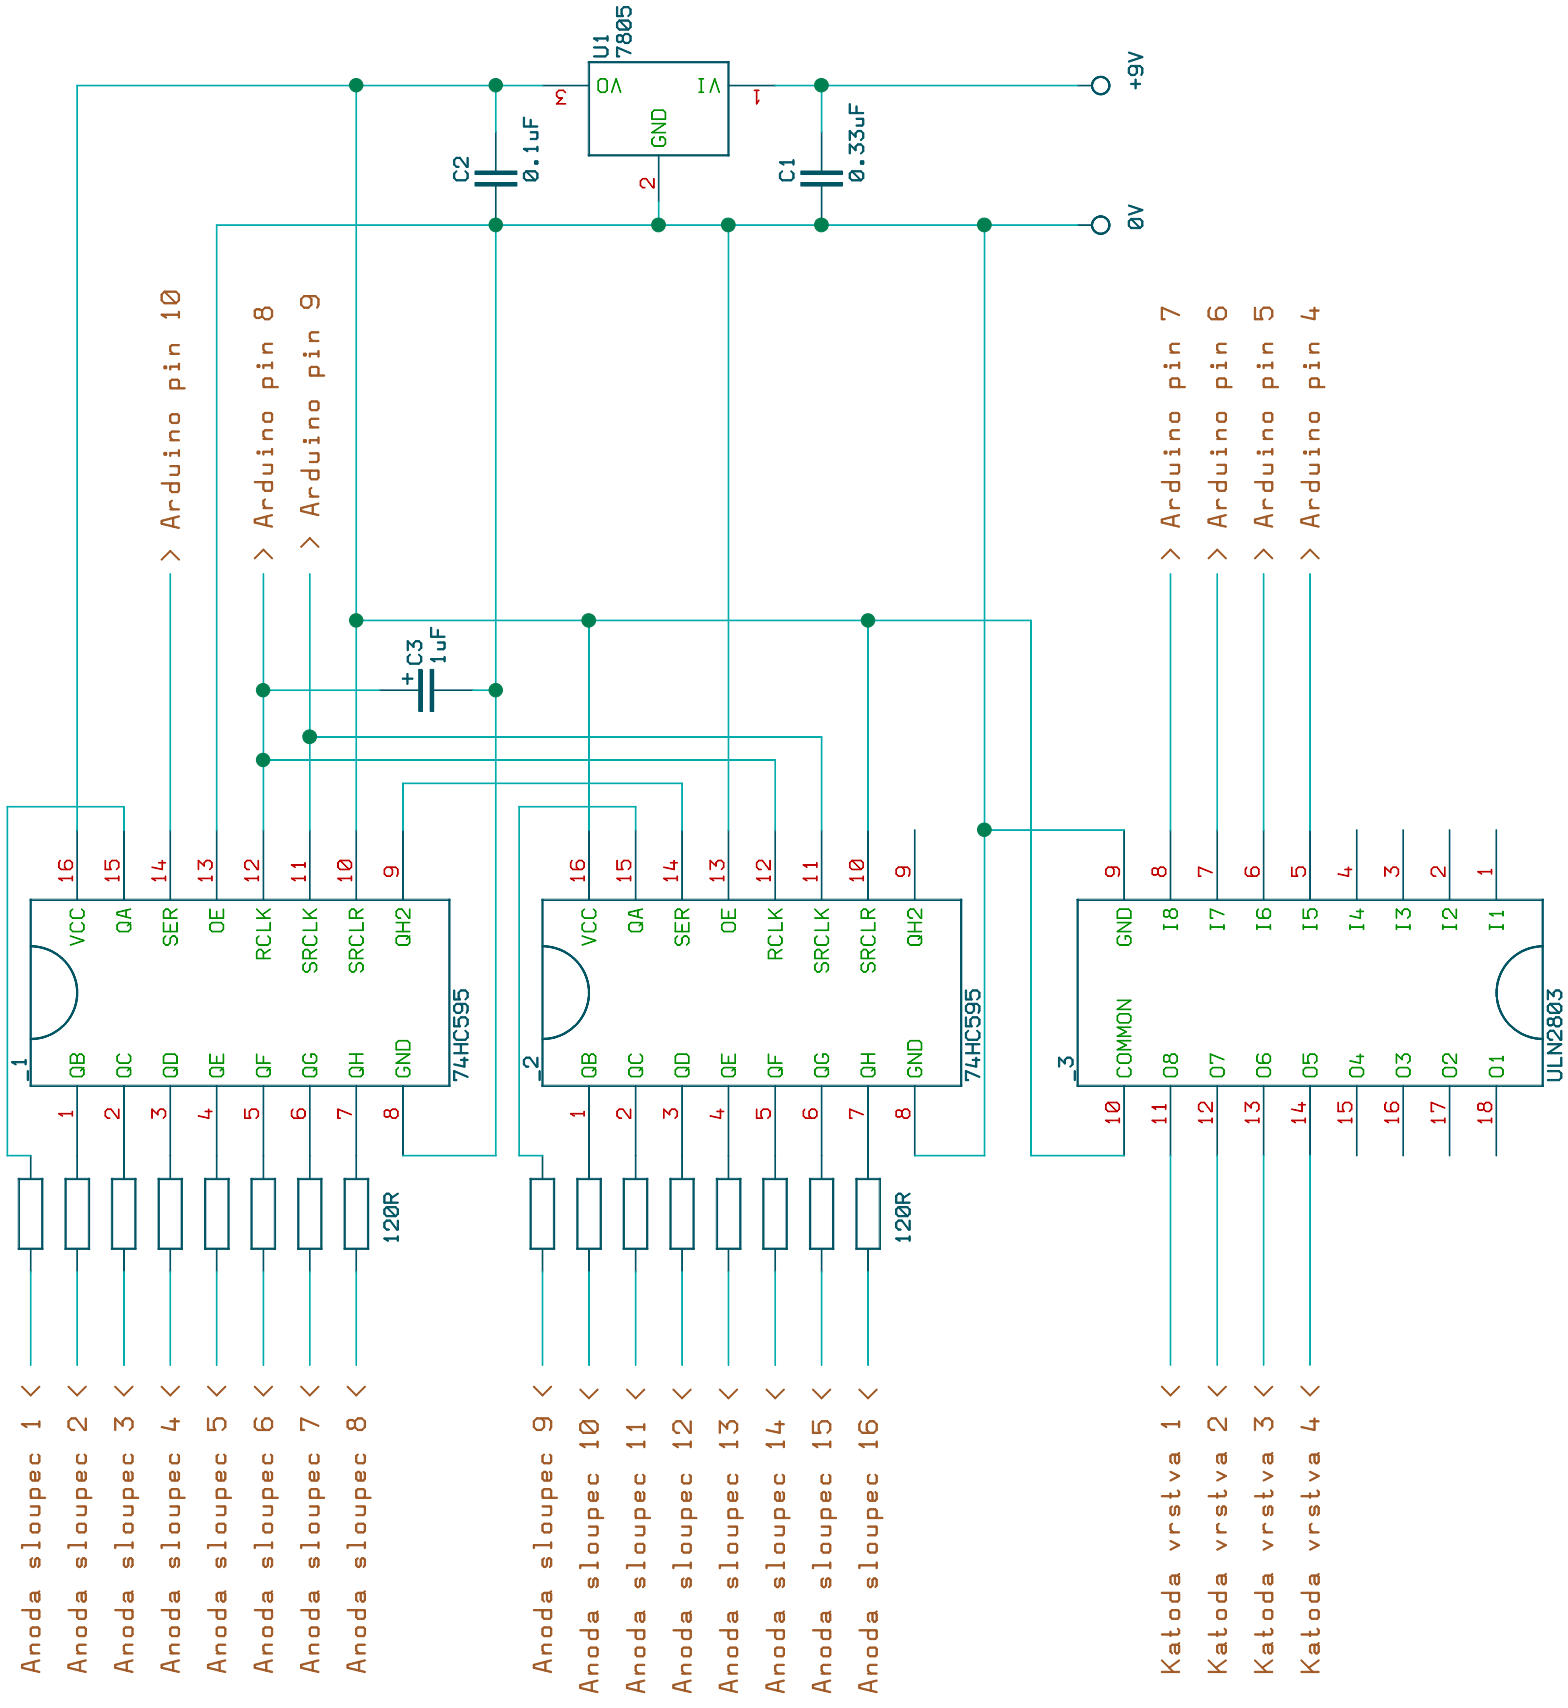 U1
7805
VO
VI
GND
3
1
2
C2
0.1uF
C1
0.33uF
+9V
0V
> Arduino pin 10
> Arduino pin 8
> Arduino pin 9
> Arduino pin 7
> Arduino pin 6
> Arduino pin 5
> Arduino pin 4
+
C3
1uF
16
15
14
13
12
11
10
9
VCC
QA
SER
OE
RCLK
SRCLK
SRCLR
QH2
_1
74HC595
QB
QC
QD
QE
QF
QG
QH
GND
1
2
3
4
5
6
7
8
120R
16
15
14
13
12
11
10
9
VCC
QA
SER
OE
RCLK
SRCLK
SRCLR
QH2
_2
74HC595
QB
QC
QD
QE
QF
QG
QH
GND
1
2
3
4
5
6
7
8
120R
9
8
7
6
5
4
3
2
1
GND
I8
I7
I6
I5
I4
I3
I2
I1
_3
ULN2803
COMMON
O8
O7
O6
O5
O4
O3
O2
O1
10
11
12
13
14
15
16
17
18
Anoda sloupec 1 <
Anoda sloupec 2 <
Anoda sloupec 3 <
Anoda sloupec 4 <
Anoda sloupec 5 <
Anoda sloupec 6 <
Anoda sloupec 7 <
Anoda sloupec 8 <
Anoda sloupec 9 <
Anoda sloupec 10 <
Anoda sloupec 11 <
Anoda sloupec 12 <
Anoda sloupec 13 <
Anoda sloupec 14 <
Anoda sloupec 15 <
Anoda sloupec 16 <
Katoda vrstva 1 <
Katoda vrstva 2 <
Katoda vrstva 3 <
Katoda vrstva 4 <